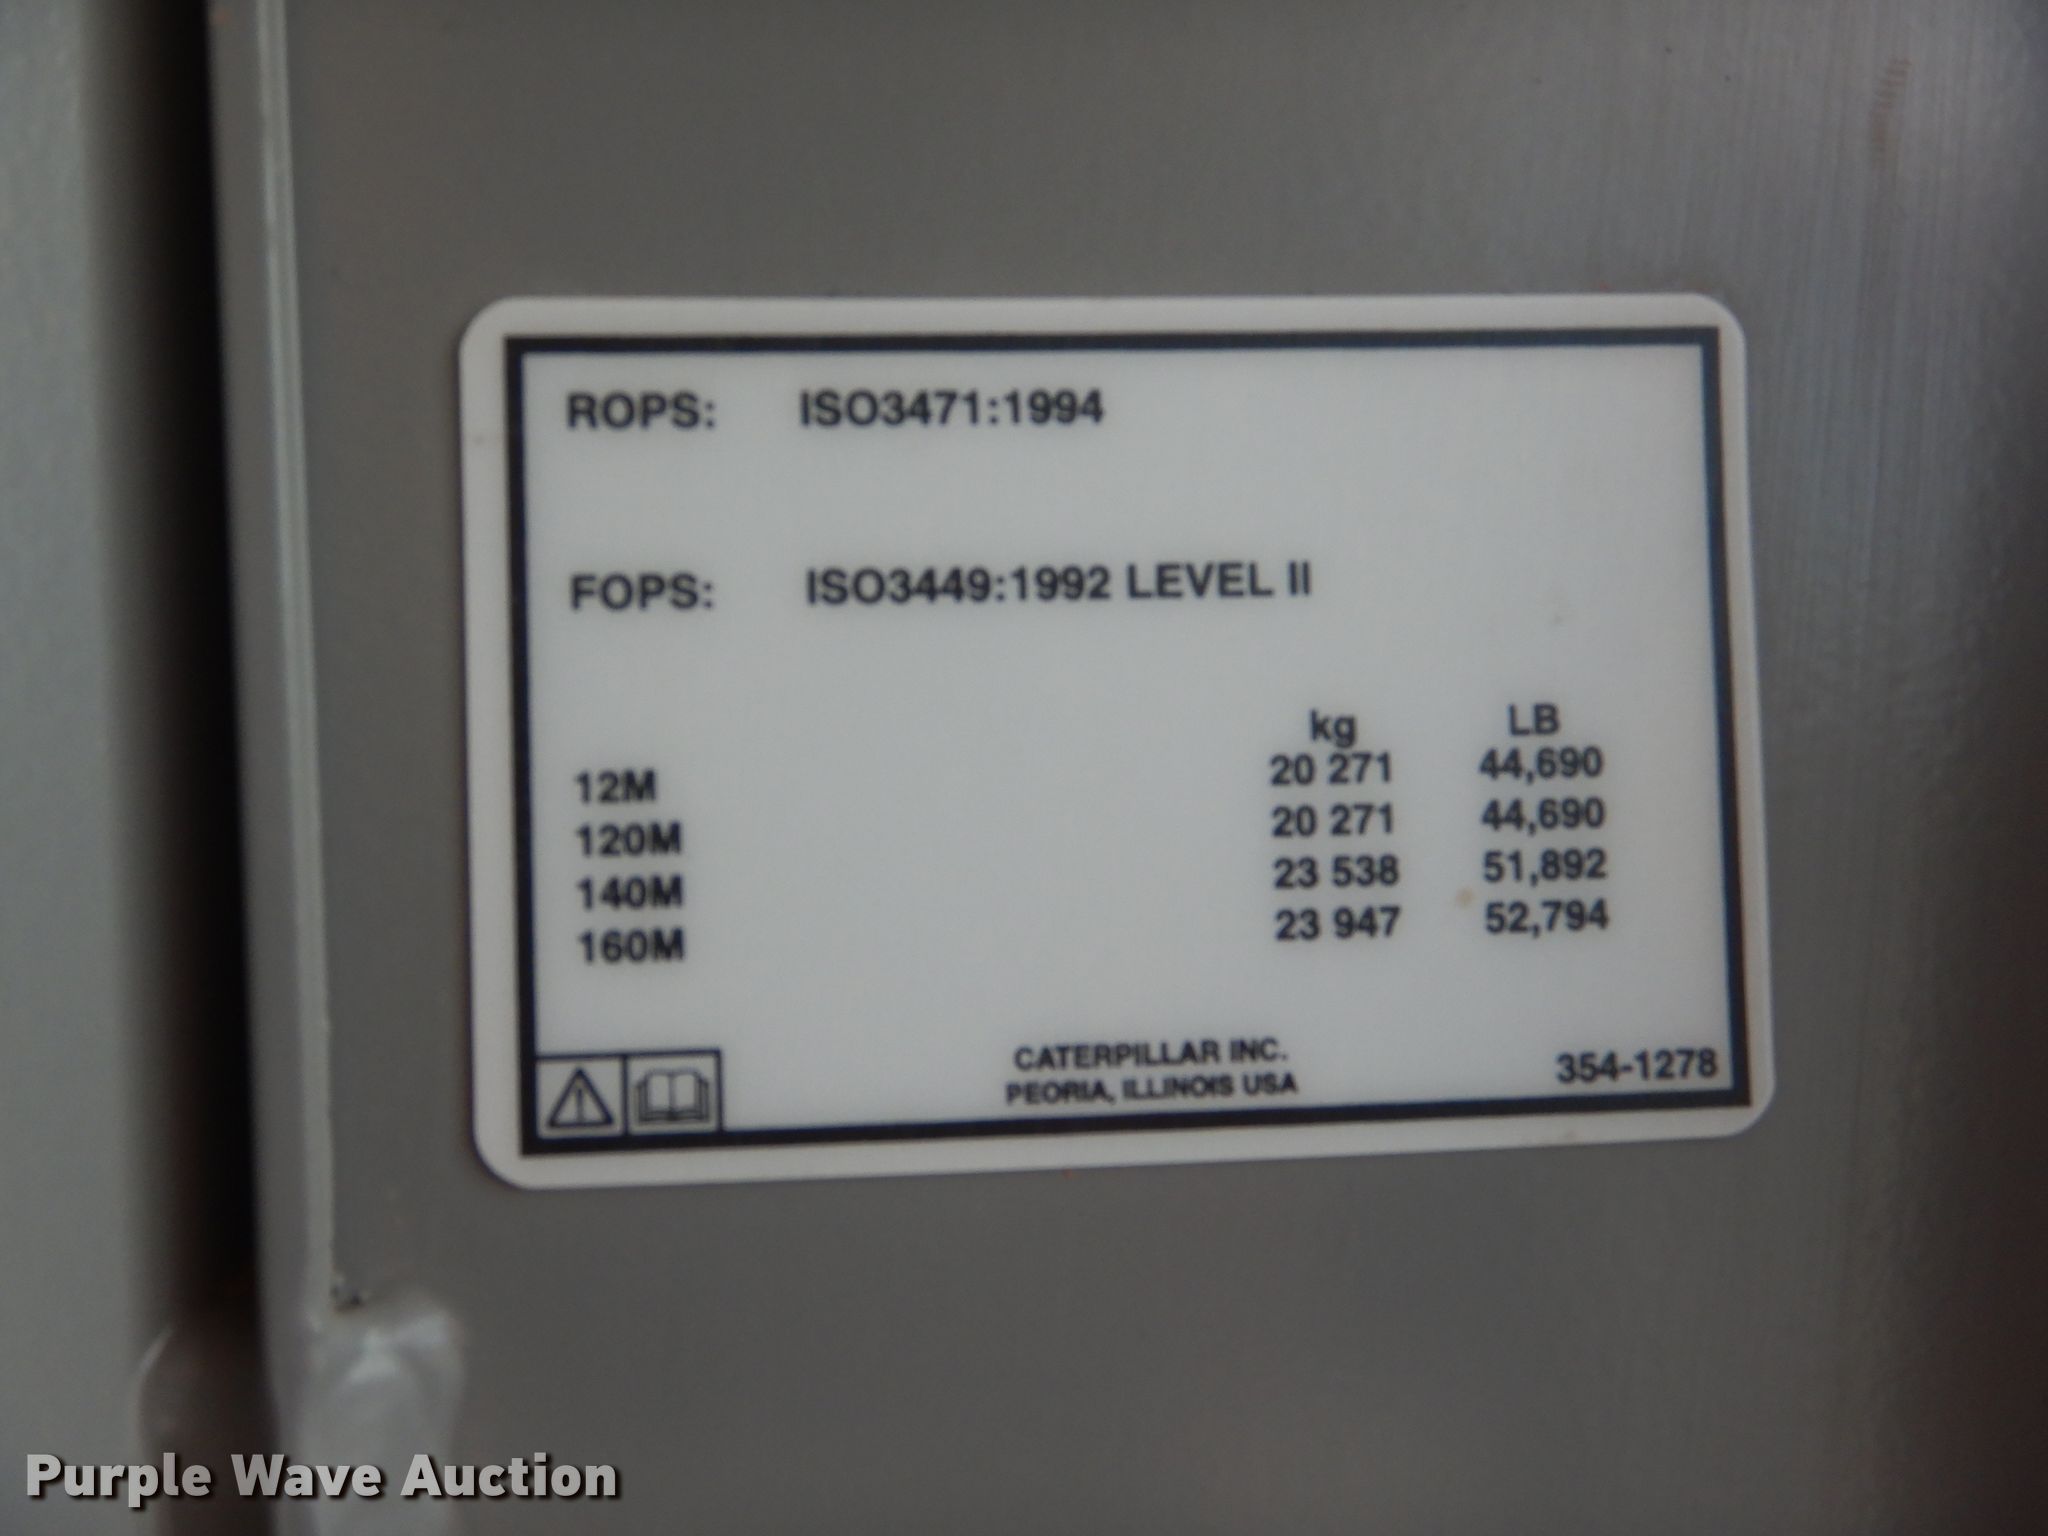 ROPS: ISO3471:1994
FOPS: ISO3449:1992 LEVEL II
kg LB
12M 20 271 44,690
120M 20 271 44,690
140M 23 538 51,892
160M 23 947 52,794
CATERPILLAR INC.
PEORIA, ILLINOIS USA
354-1278
Purple Wave Auction